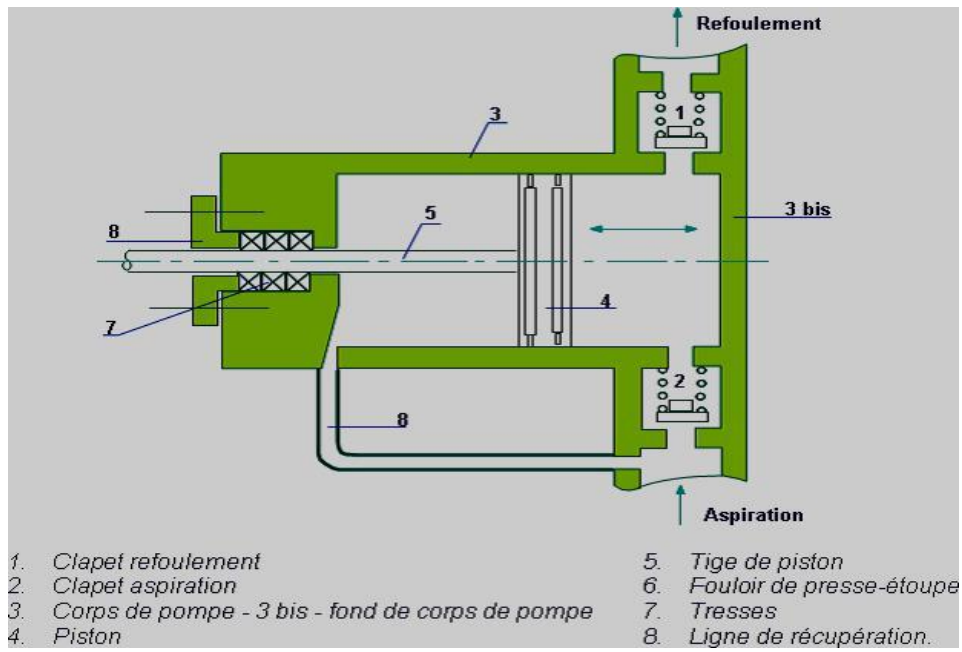 Refoulement
1
3
3 bis
5
8
4
7
2
8
Aspiration
1. Clapet refoulement
2. Clapet aspiration
3. Corps de pompe - 3 bis - fond de corps de pompe
4. Piston
5. Tige de piston
6. Fouloir de presse-étoupe
7. Tresses
8. Ligne de récupération.